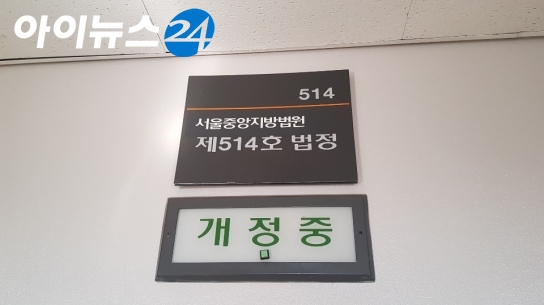 아이뉴스24
514
서울중앙지방법원
제514호 법정
개정중